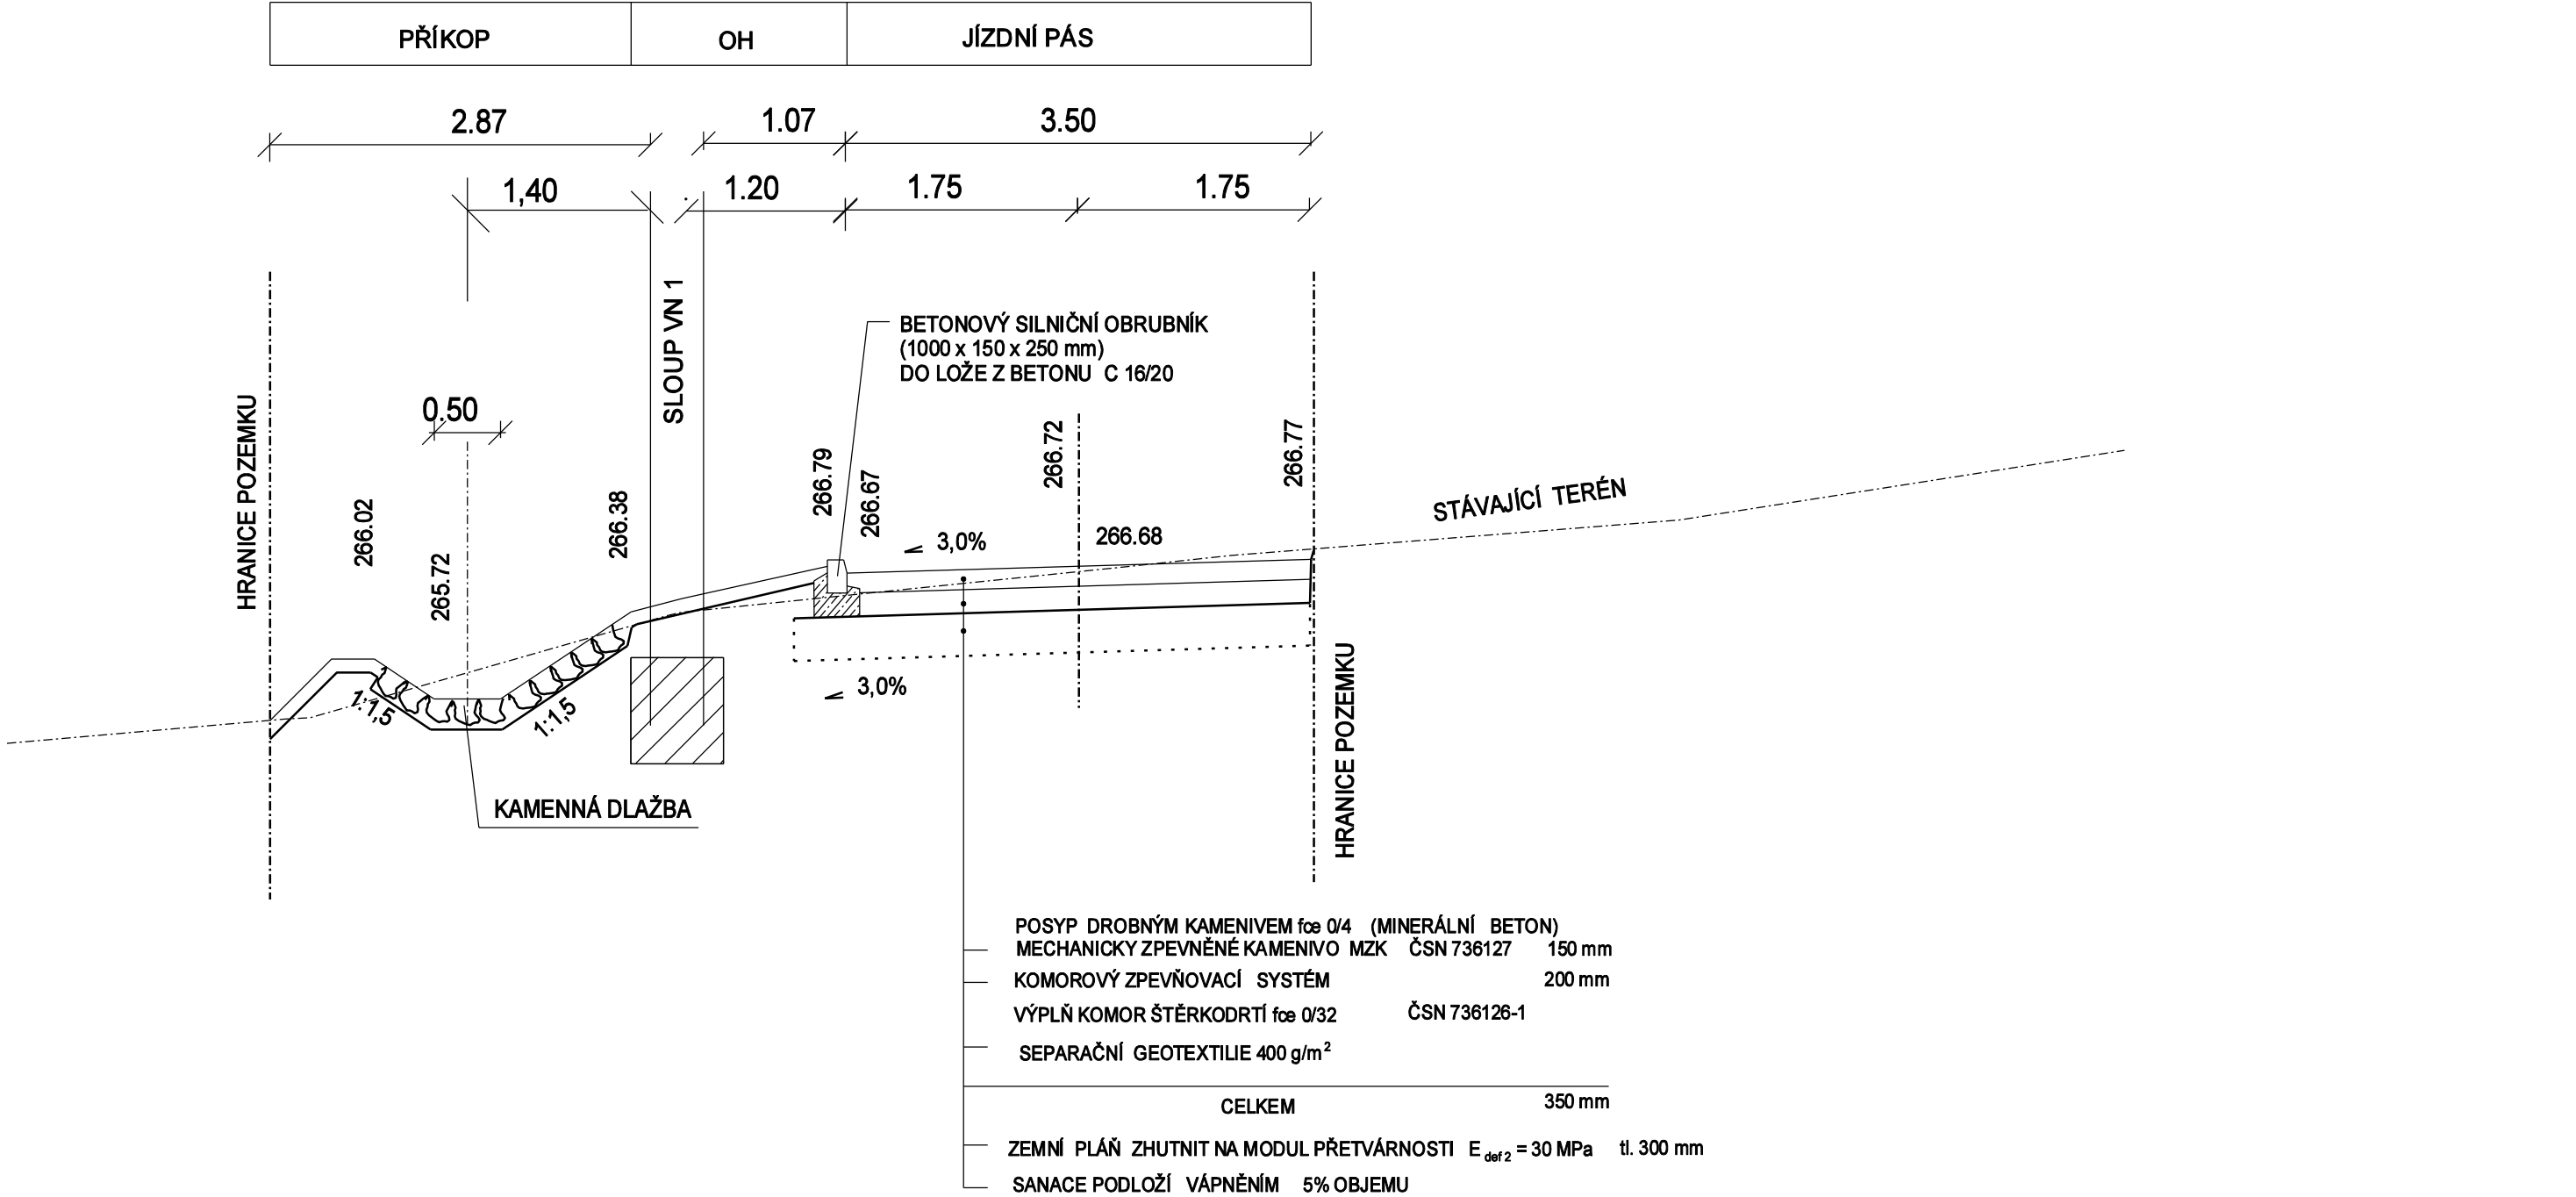 PŘÍKOP
OH
JÍZDNÍ PÁS
2.87
1.07
3.50
1,40
1.20
1.75
1.75
SLOUP VN 1
BETONOVÝ SILNIČNÍ OBRUBNÍK
(1000 x 150 x 250 mm)
DO LOŽE Z BETONU C 16/20
0.50
HRANICE POZEMKU
266.02
265.72
266.38
266.79
266.67
266.72
266.77
3,0%
266.68
STÁVAJÍCÍ TERÉN
3,0%
1:1,5
1:1,5
HRANICE POZEMKU
KAMENNÁ DLAŽBA
POSYP DROBNÝM KAMENIVEM fce 0/4 (MINERÁLNÍ BETON)
MECHANICKY ZPEVNĚNÉ KAMENIVO MZK ČSN 736127 150 mm
KOMOROVÝ ZPEVŇOVACÍ SYSTÉM 200 mm
VÝPLŇ KOMOR ŠTĚRKODRTÍ fce 0/32 ČSN 736126-1
SEPARAČNÍ GEOTEXTILIE 400 g/m²
CELKEM 350 mm
ZEMNÍ PLÁŇ ZHUTNIT NA MODUL PŘETVÁRNOSTI E def 2 = 30 MPa tl. 300 mm
SANACE PODLOŽÍ VÁPNĚNÍM 5% OBJEMU